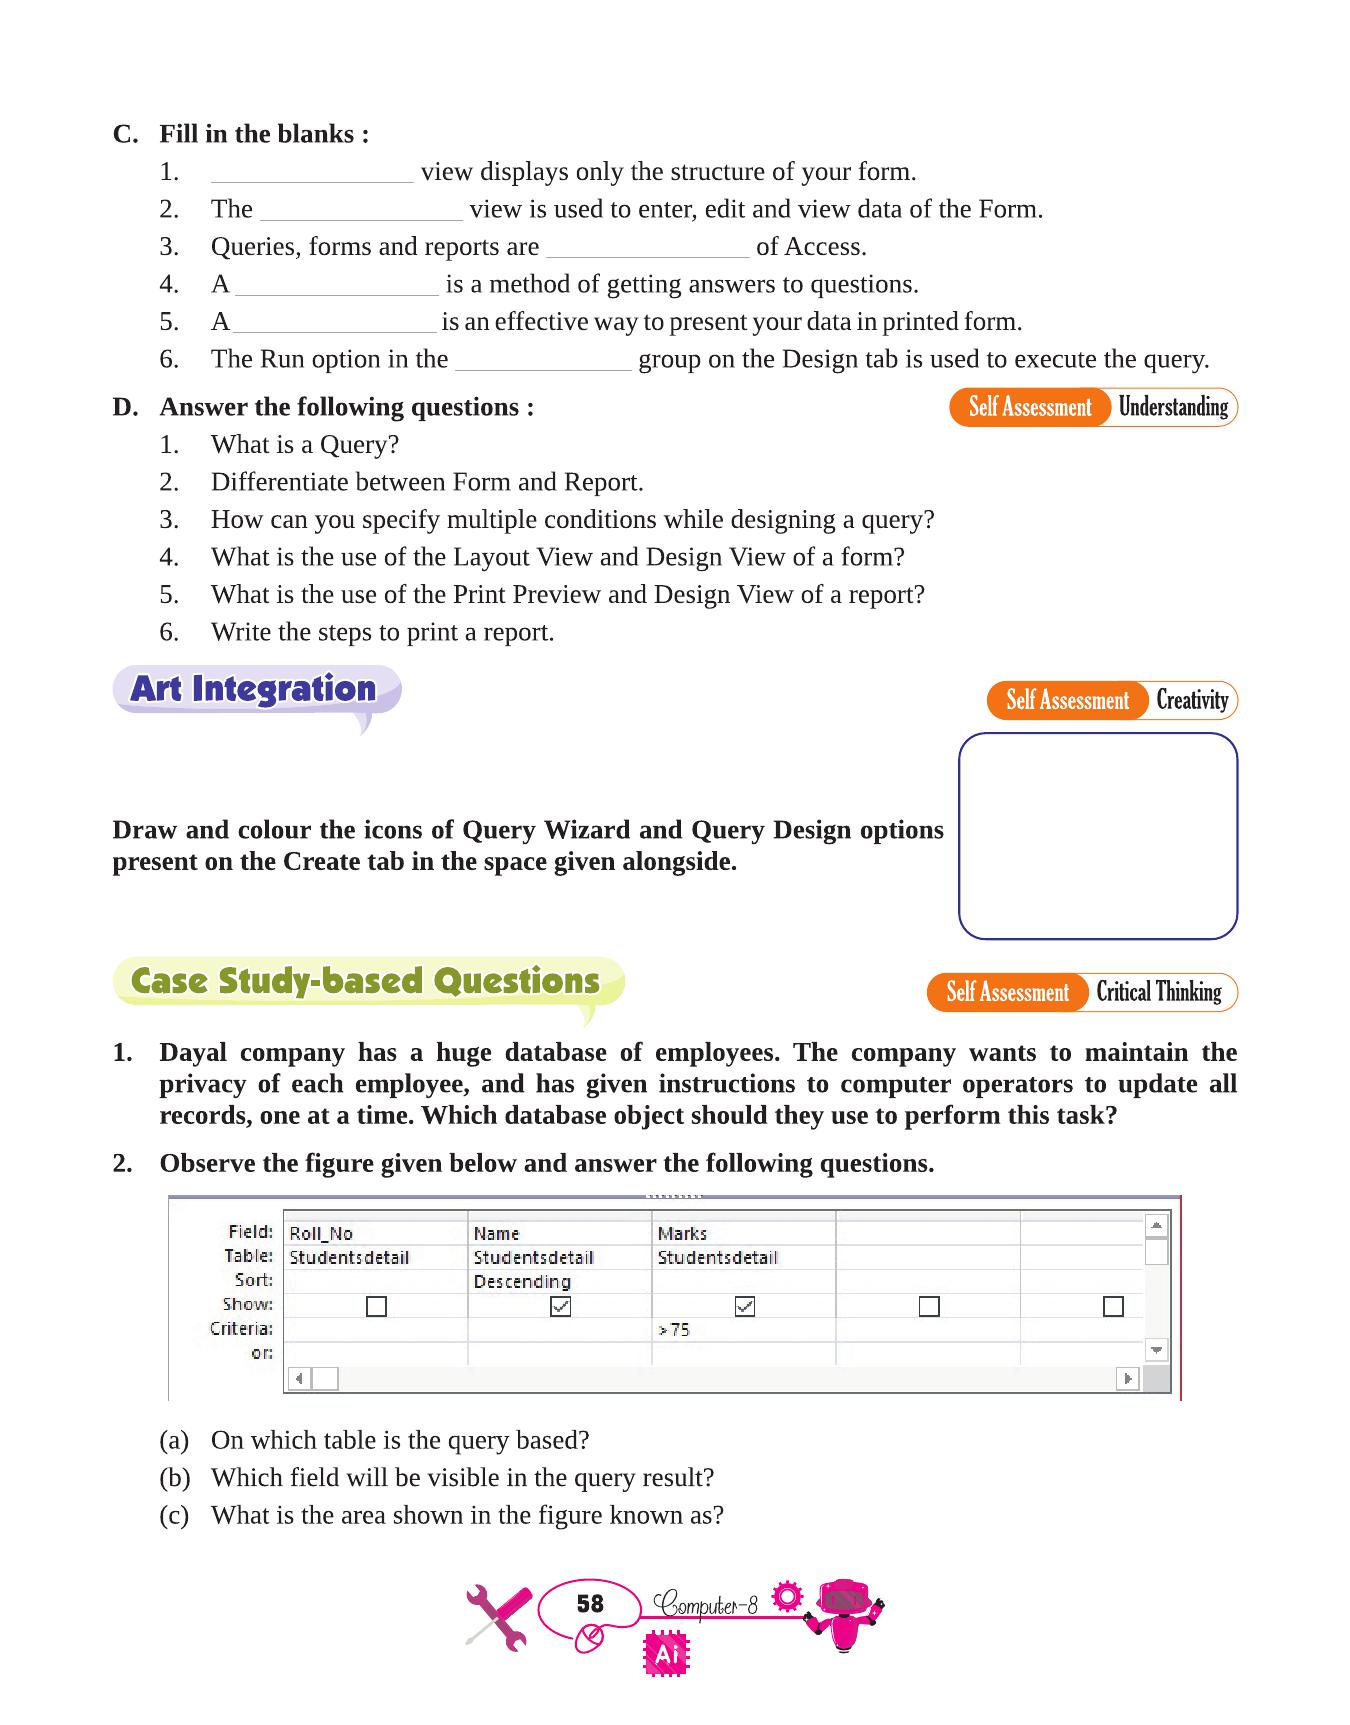 C. Fill in the blanks :
1. _______________ view displays only the structure of your form.
2. The _______________ view is used to enter, edit and view data of the Form.
3. Queries, forms and reports are _______________ of Access.
4. A _______________ is a method of getting answers to questions.
5. A _______________ is an effective way to present your data in printed form.
6. The Run option in the _____________ group on the Design tab is used to execute the query.
D. Answer the following questions : Self Assessment Understanding
1. What is a Query?
2. Differentiate between Form and Report.
3. How can you specify multiple conditions while designing a query?
4. What is the use of the Layout View and Design View of a form?
5. What is the use of the Print Preview and Design View of a report?
6. Write the steps to print a report.
Art Integration Self Assessment Creativity
Draw and colour the icons of Query Wizard and Query Design options
present on the Create tab in the space given alongside.
Case Study-based Questions Self Assessment Critical Thinking
1. Dayal company has a huge database of employees. The company wants to maintain the
privacy of each employee, and has given instructions to computer operators to update all
records, one at a time. Which database object should they use to perform this task?
2. Observe the figure given below and answer the following questions.
Field: Roll_No Name Marks
Table: Studentsdetail Studentsdetail Studentsdetail
Sort: Descending
Show:
Criteria: >75
or:
(a) On which table is the query based?
(b) Which field will be visible in the query result?
(c) What is the area shown in the figure known as?
58 Computer-8
Ai